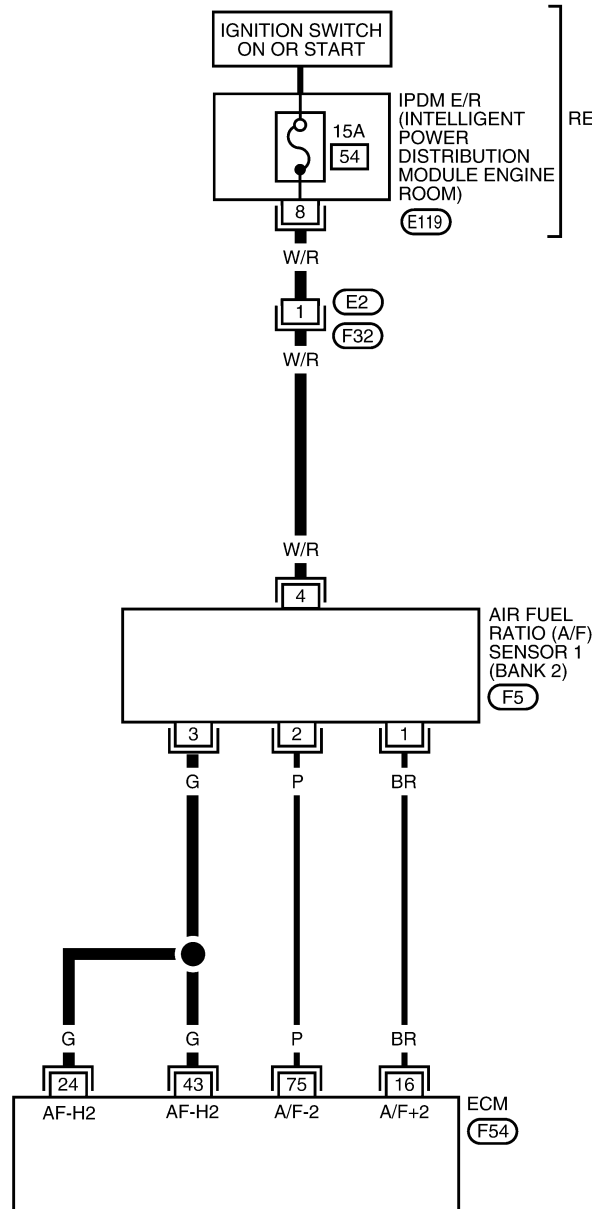 IGNITION SWITCH
ON OR START
IPDM E/R
(INTELLIGENT
POWER
DISTRIBUTION
MODULE ENGINE
ROOM)
E119
RE
15A
54
8
W/R
1
E2
F32
W/R
W/R
4
AIR FUEL
RATIO (A/F)
SENSOR 1
(BANK 2)
F5
3 2 1
G P BR
G G P BR
24 43 75 16
AF-H2 AF-H2 A/F-2 A/F+2
ECM
F54